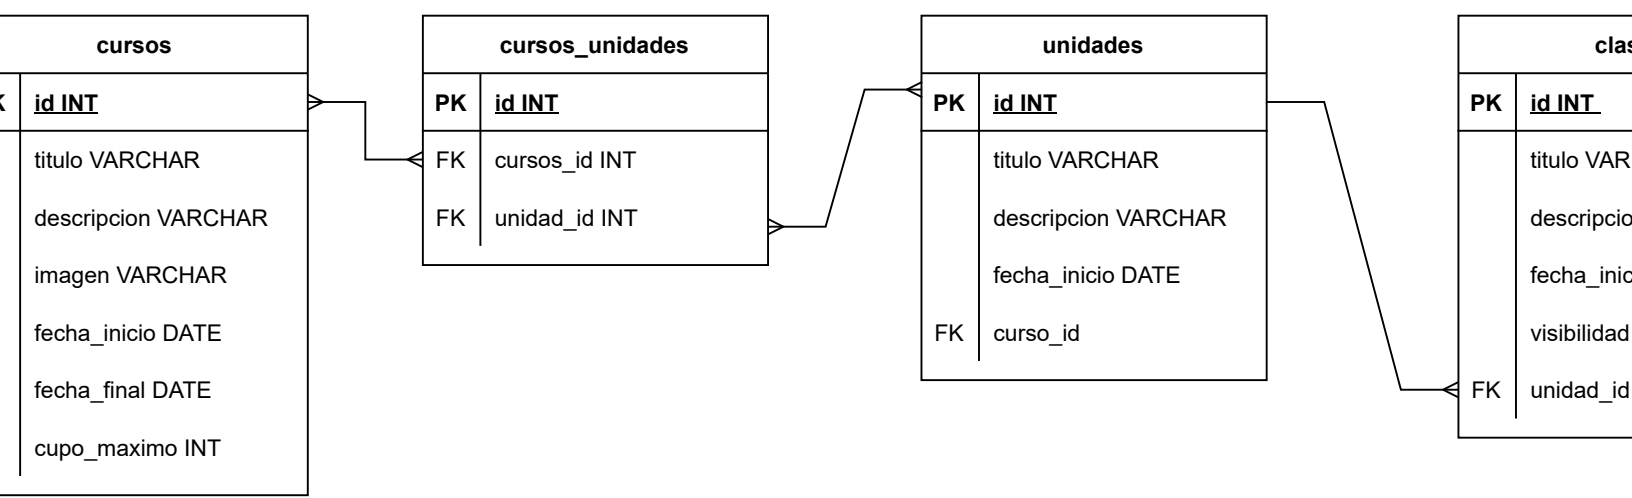 cursos
id INT
titulo VARCHAR
descripcion VARCHAR
imagen VARCHAR
fecha_inicio DATE
fecha_final DATE
cupo_maximo INT
cursos_unidades
PK id INT
FK cursos_id INT
FK unidad_id INT
unidades
PK id INT
titulo VARCHAR
descripcion VARCHAR
fecha_inicio DATE
FK curso_id
PK id INT
titulo
visibilidad
FK unidad_id